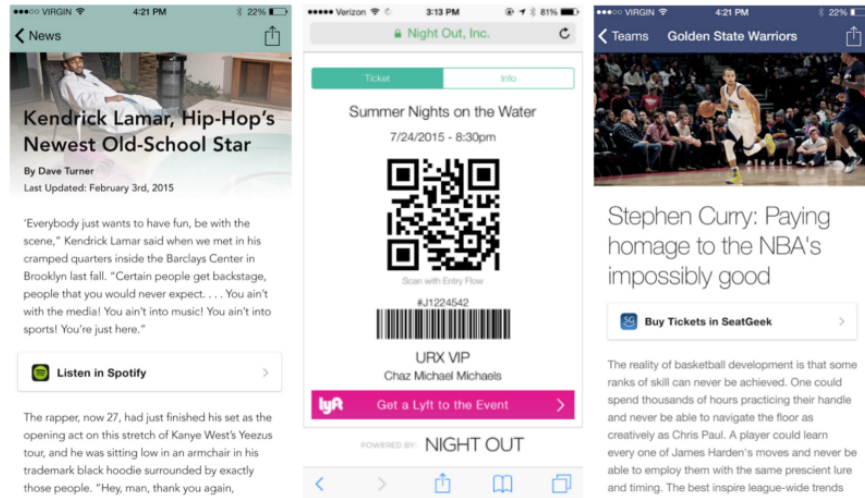 VIRGIN 4:21 PM 22%
News
Kendrick Lamar, Hip-Hop's
Newest Old-School Star
By Dave Turner
Last Updated: February 3rd, 2015
'Everybody just wants to have fun, be with the
scene,” Kendrick Lamar said when we met in his
cramped quarters inside the Barclays Center in
Brooklyn last fall. “Certain people get backstage,
people that you would never expect. . . . You ain't
with the media! You ain't into music! You ain't into
sports! You're just here.”
Listen in Spotify
The rapper, now 27, had just finished his set as the
opening act on this stretch of Kanye West's Yeezus
tour, and he was sitting low in an armchair in his
trademark black hoodie surrounded by exactly
those people. “Hey, man, thank you again,
Verizon 3:13 PM 81%
Night Out, Inc.
Ticket Info
Summer Nights on the Water
7/24/2015 - 8:30pm
Scan with Entry Flow
#J1224542
URX VIP
Chaz Michael Michaels
lyft Get a Lyft to the Event
POWERED BY: NIGHT OUT
VIRGIN 4:21 PM 22%
Teams Golden State Warriors
Stephen Curry: Paying
homage to the NBA's
impossibly good
SG Buy Tickets in SeatGeek
The reality of basketball development is that some
ranks of skill can never be achieved. One could
spend thousands of hours practicing their handle
and never be able to navigate the floor as
creatively as Chris Paul. A player could learn
every one of James Harden's moves and never be
able to employ them with the same prescient lure
and timing. The best inspire league-wide trends